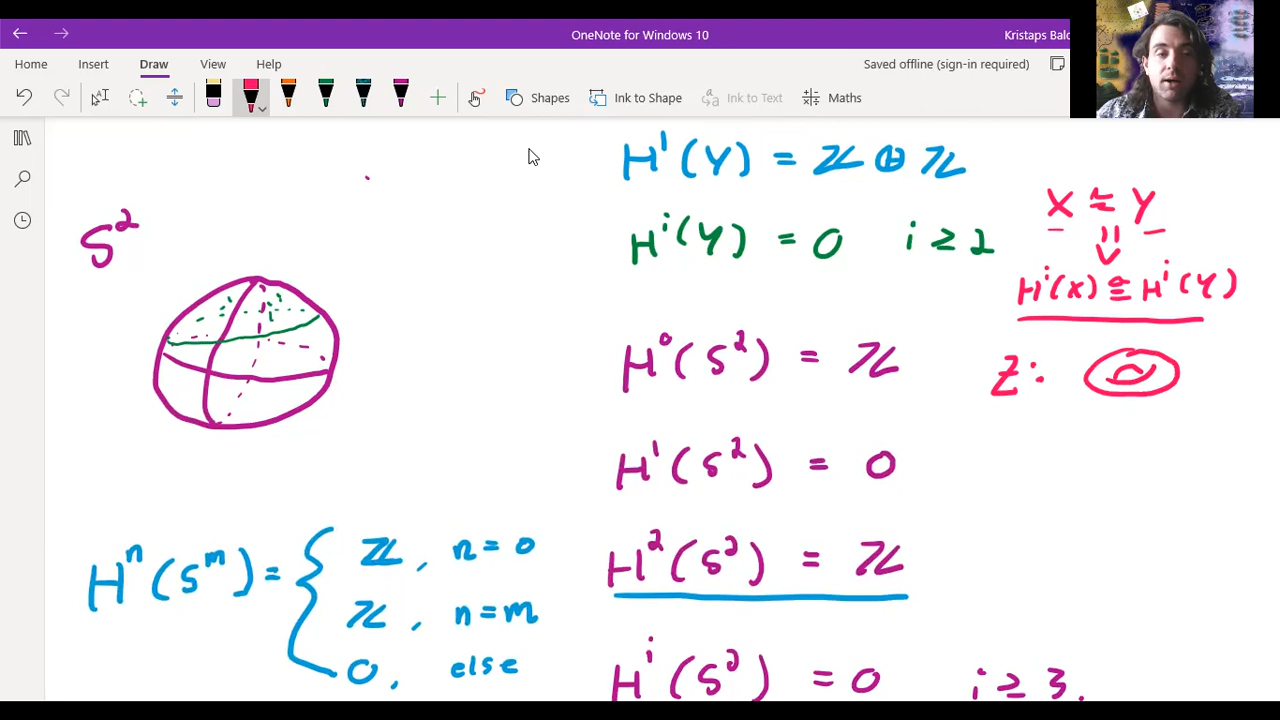 OneNote for Windows 10
Kristaps Balo
Home Insert Draw View Help
Saved offline (sign-in required)
Shapes Ink to Shape Ink to Text Maths
H¹(Y) = ℤ ⊕ ℤ
Hⁱ(Y) = 0 i ≥ 2
X ≃ Y
⇓
Hⁱ(X) ≅ Hⁱ(Y)
S²
H⁰(S²) = ℤ
Z:
H¹(S²) = 0
H²(S²) = ℤ
Hⁿ(Sᵐ) = { ℤ, n = 0
ℤ, n = m
0, else
Hⁱ(S²) = 0 i ≥ 3.